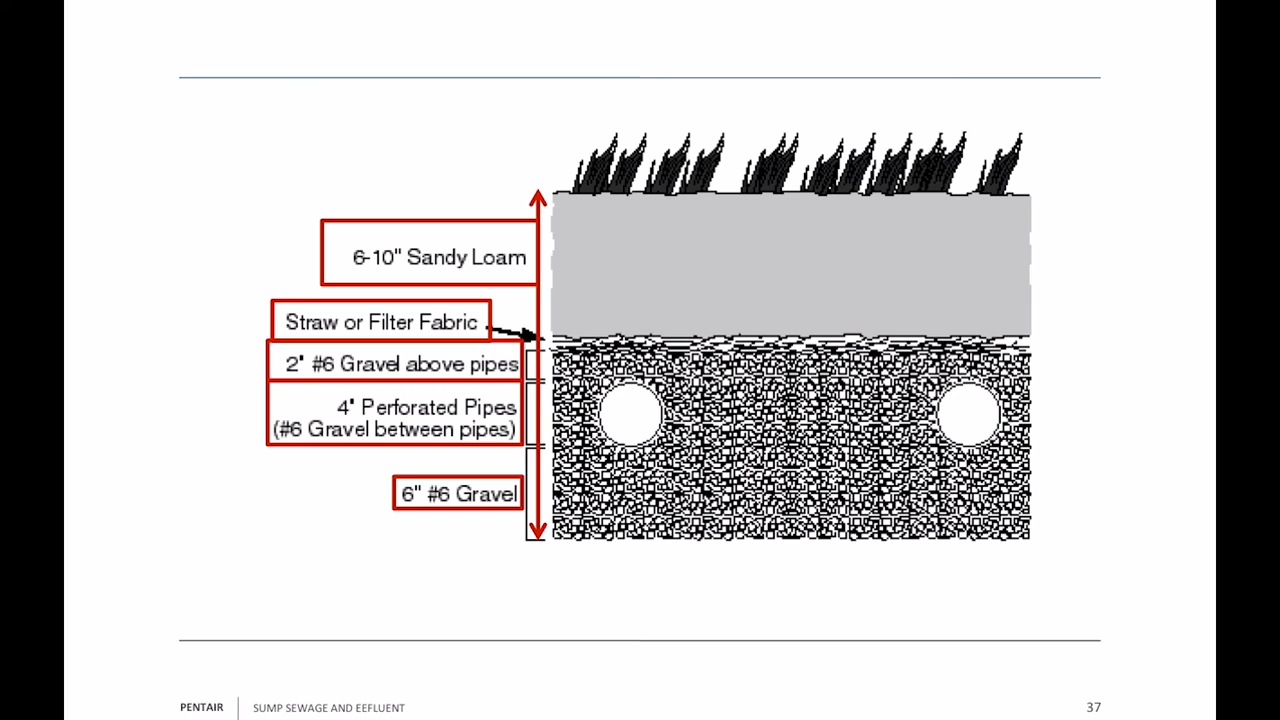 6-10" Sandy Loam
Straw or Filter Fabric
2" #6 Gravel above pipes
4" Perforated Pipes
(#6 Gravel between pipes)
6" #6 Gravel
PENTAIR SUMP SEWAGE AND EEFLUENT 37